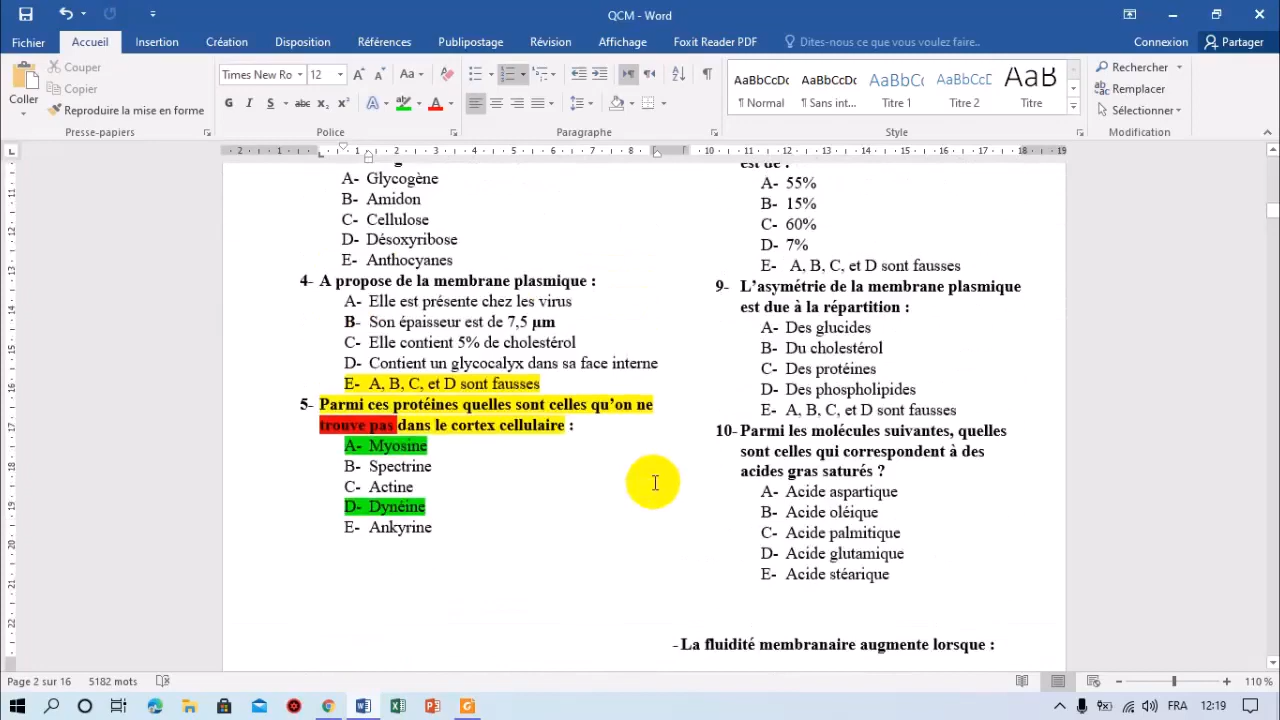 QCM - Word
Fichier
Accueil
Insertion
Création
Disposition
Références
Publipostage
Révision
Affichage
Foxit Reader PDF
Dites-nous ce que vous voulez faire..
Connexion
Partager
Coller
Couper
Copier
Reproduire la mise en forme
Presse-papiers
Times New Ro
12
Police
Paragraphe
AaBbCcDc
¶ Normal
AaBbCcDc
¶ Sans int...
AaBbCc
Titre 1
AaBbCcD
Titre 2
AaB
Titre
Style
Rechercher
Remplacer
Sélectionner
Modification
A- Glycogène
B- Amidon
C- Cellulose
D- Désoxyribose
E- Anthocyanes
4- A propose de la membrane plasmique :
A- Elle est présente chez les virus
B- Son épaisseur est de 7,5 µm
C- Elle contient 5% de cholestérol
D- Contient un glycocalyx dans sa face interne
E- A, B, C, et D sont fausses
5- Parmi ces protéines quelles sont celles qu’on ne
trouve pas dans le cortex cellulaire :
A- Myosine
B- Spectrine
C- Actine
D- Dynéine
E- Ankyrine
est de :
A- 55%
B- 15%
C- 60%
D- 7%
E- A, B, C, et D sont fausses
9- L’asymétrie de la membrane plasmique
est due à la répartition :
A- Des glucides
B- Du cholestérol
C- Des protéines
D- Des phospholipides
E- A, B, C, et D sont fausses
10- Parmi les molécules suivantes, quelles
sont celles qui correspondent à des
acides gras saturés ?
A- Acide aspartique
B- Acide oléique
C- Acide palmitique
D- Acide glutamique
E- Acide stéarique
- La fluidité membranaire augmente lorsque :
Page 2 sur 16
5182 mots
110 %
FRA
12:19